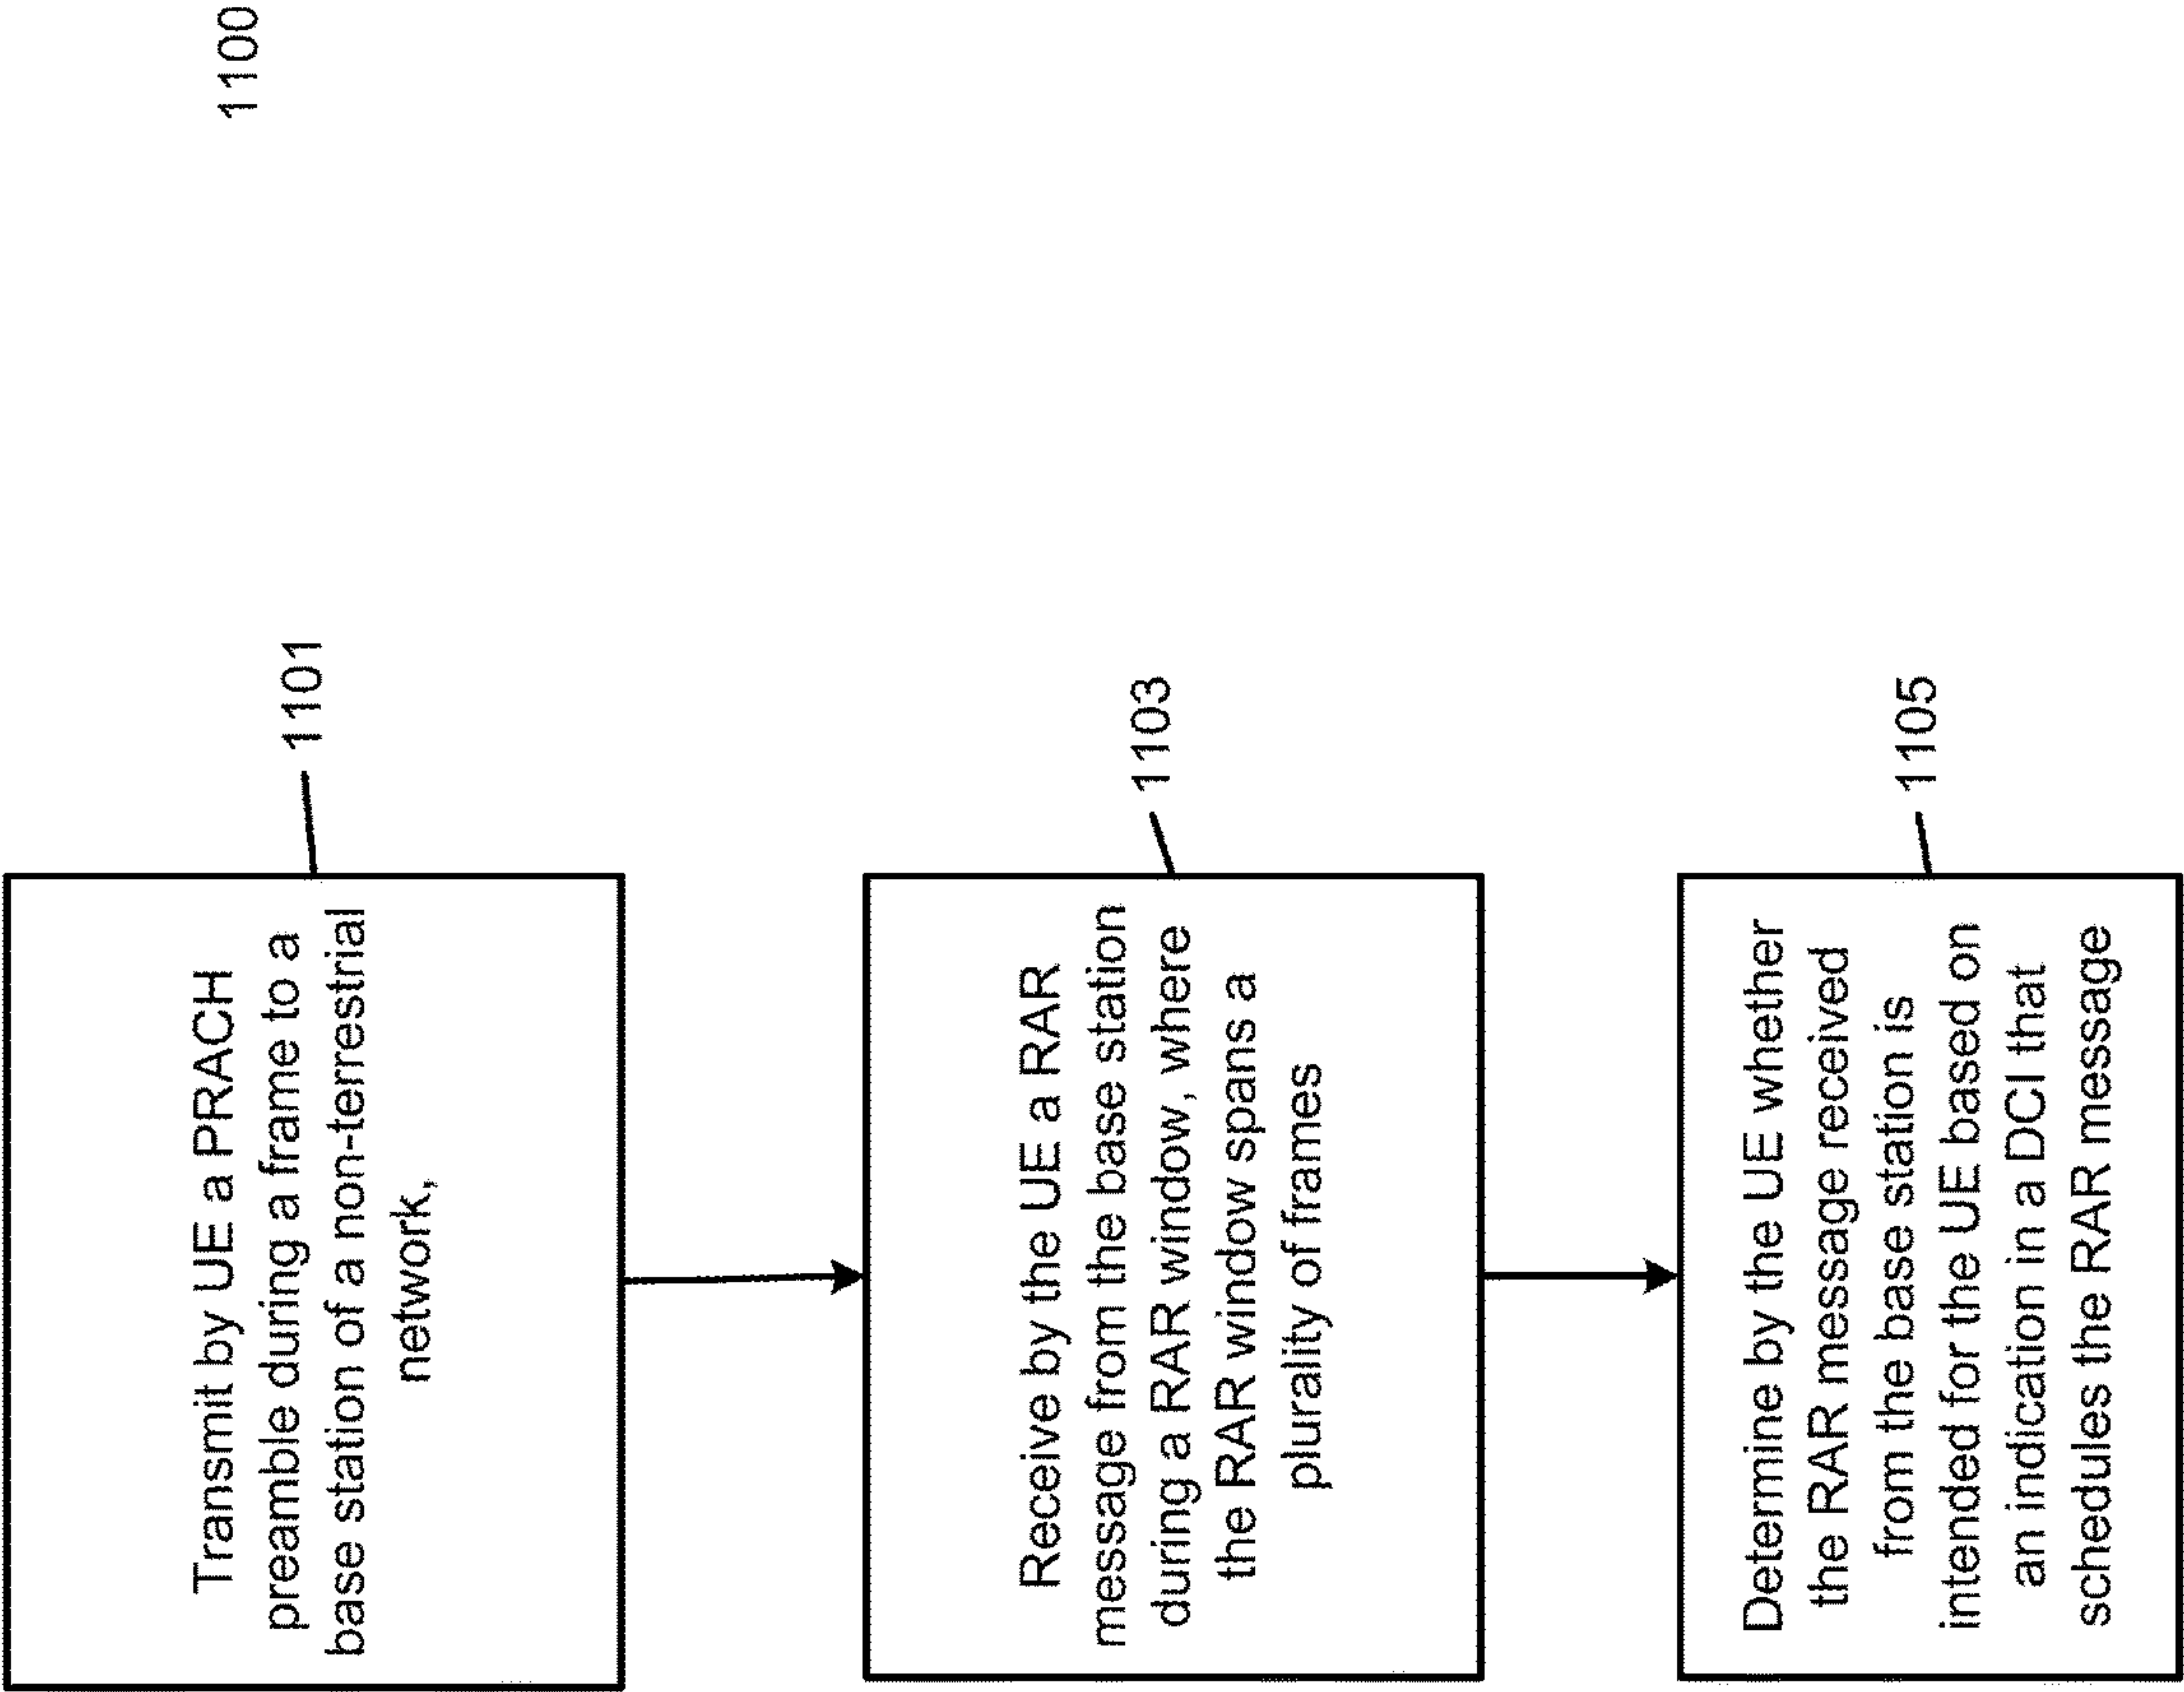 1100
Transmit by UE a PRACH
preamble during a frame to a
base station of a non-terrestrial
network,
1101
Receive by the UE a RAR
message from the base station
during a RAR window, where
the RAR window spans a
plurality of frames
1103
Determine by the UE whether
the RAR message received
from the base station is
intended for the UE based on
an indication in a DCI that
schedules the RAR message
1105